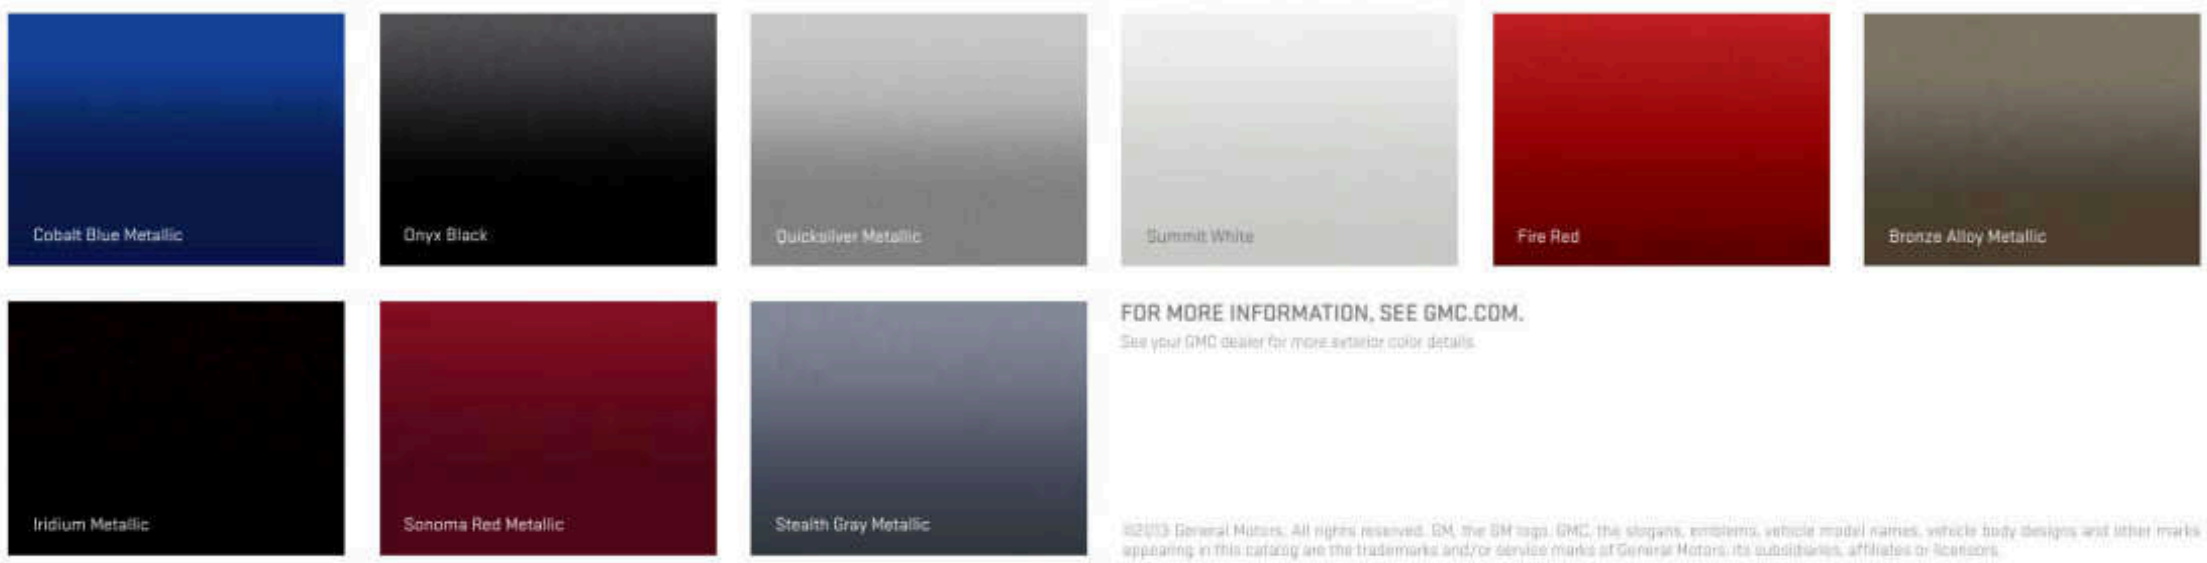 Cobalt Blue Metallic
Onyx Black
Quicksilver Metallic
Summit White
Fire Red
Bronze Alloy Metallic
Iridium Metallic
Sonoma Red Metallic
Stealth Gray Metallic
FOR MORE INFORMATION, SEE GMC.COM.
See your GMC dealer for more exterior color details.
©2013 General Motors. All rights reserved. GM, the GM logo, GMC, the slogans, emblems, vehicle model names, vehicle body designs and other marks
appearing in this catalog are the trademarks and/or service marks of General Motors, its subsidiaries, affiliates or licensors.